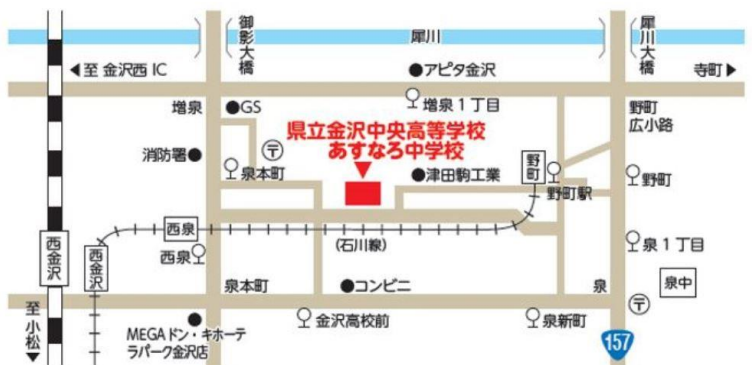 御影大橋
犀川
犀川大橋
◀至 金沢西IC
●アピタ金沢
寺町▶
増泉
●GS
増泉1丁目
野町
広小路
県立金沢中央高等学校
あすなろ中学校
消防署●
〒
泉本町
●津田駒工業
野町
野町駅
野町
西泉
(石川線)
西泉
泉1丁目
西金沢
西金沢
泉本町
●コンビニ
泉
泉中
〒
至 小松▼
MEGAドン・キホーテ
ラパーク金沢店
金沢高校前
泉新町
157